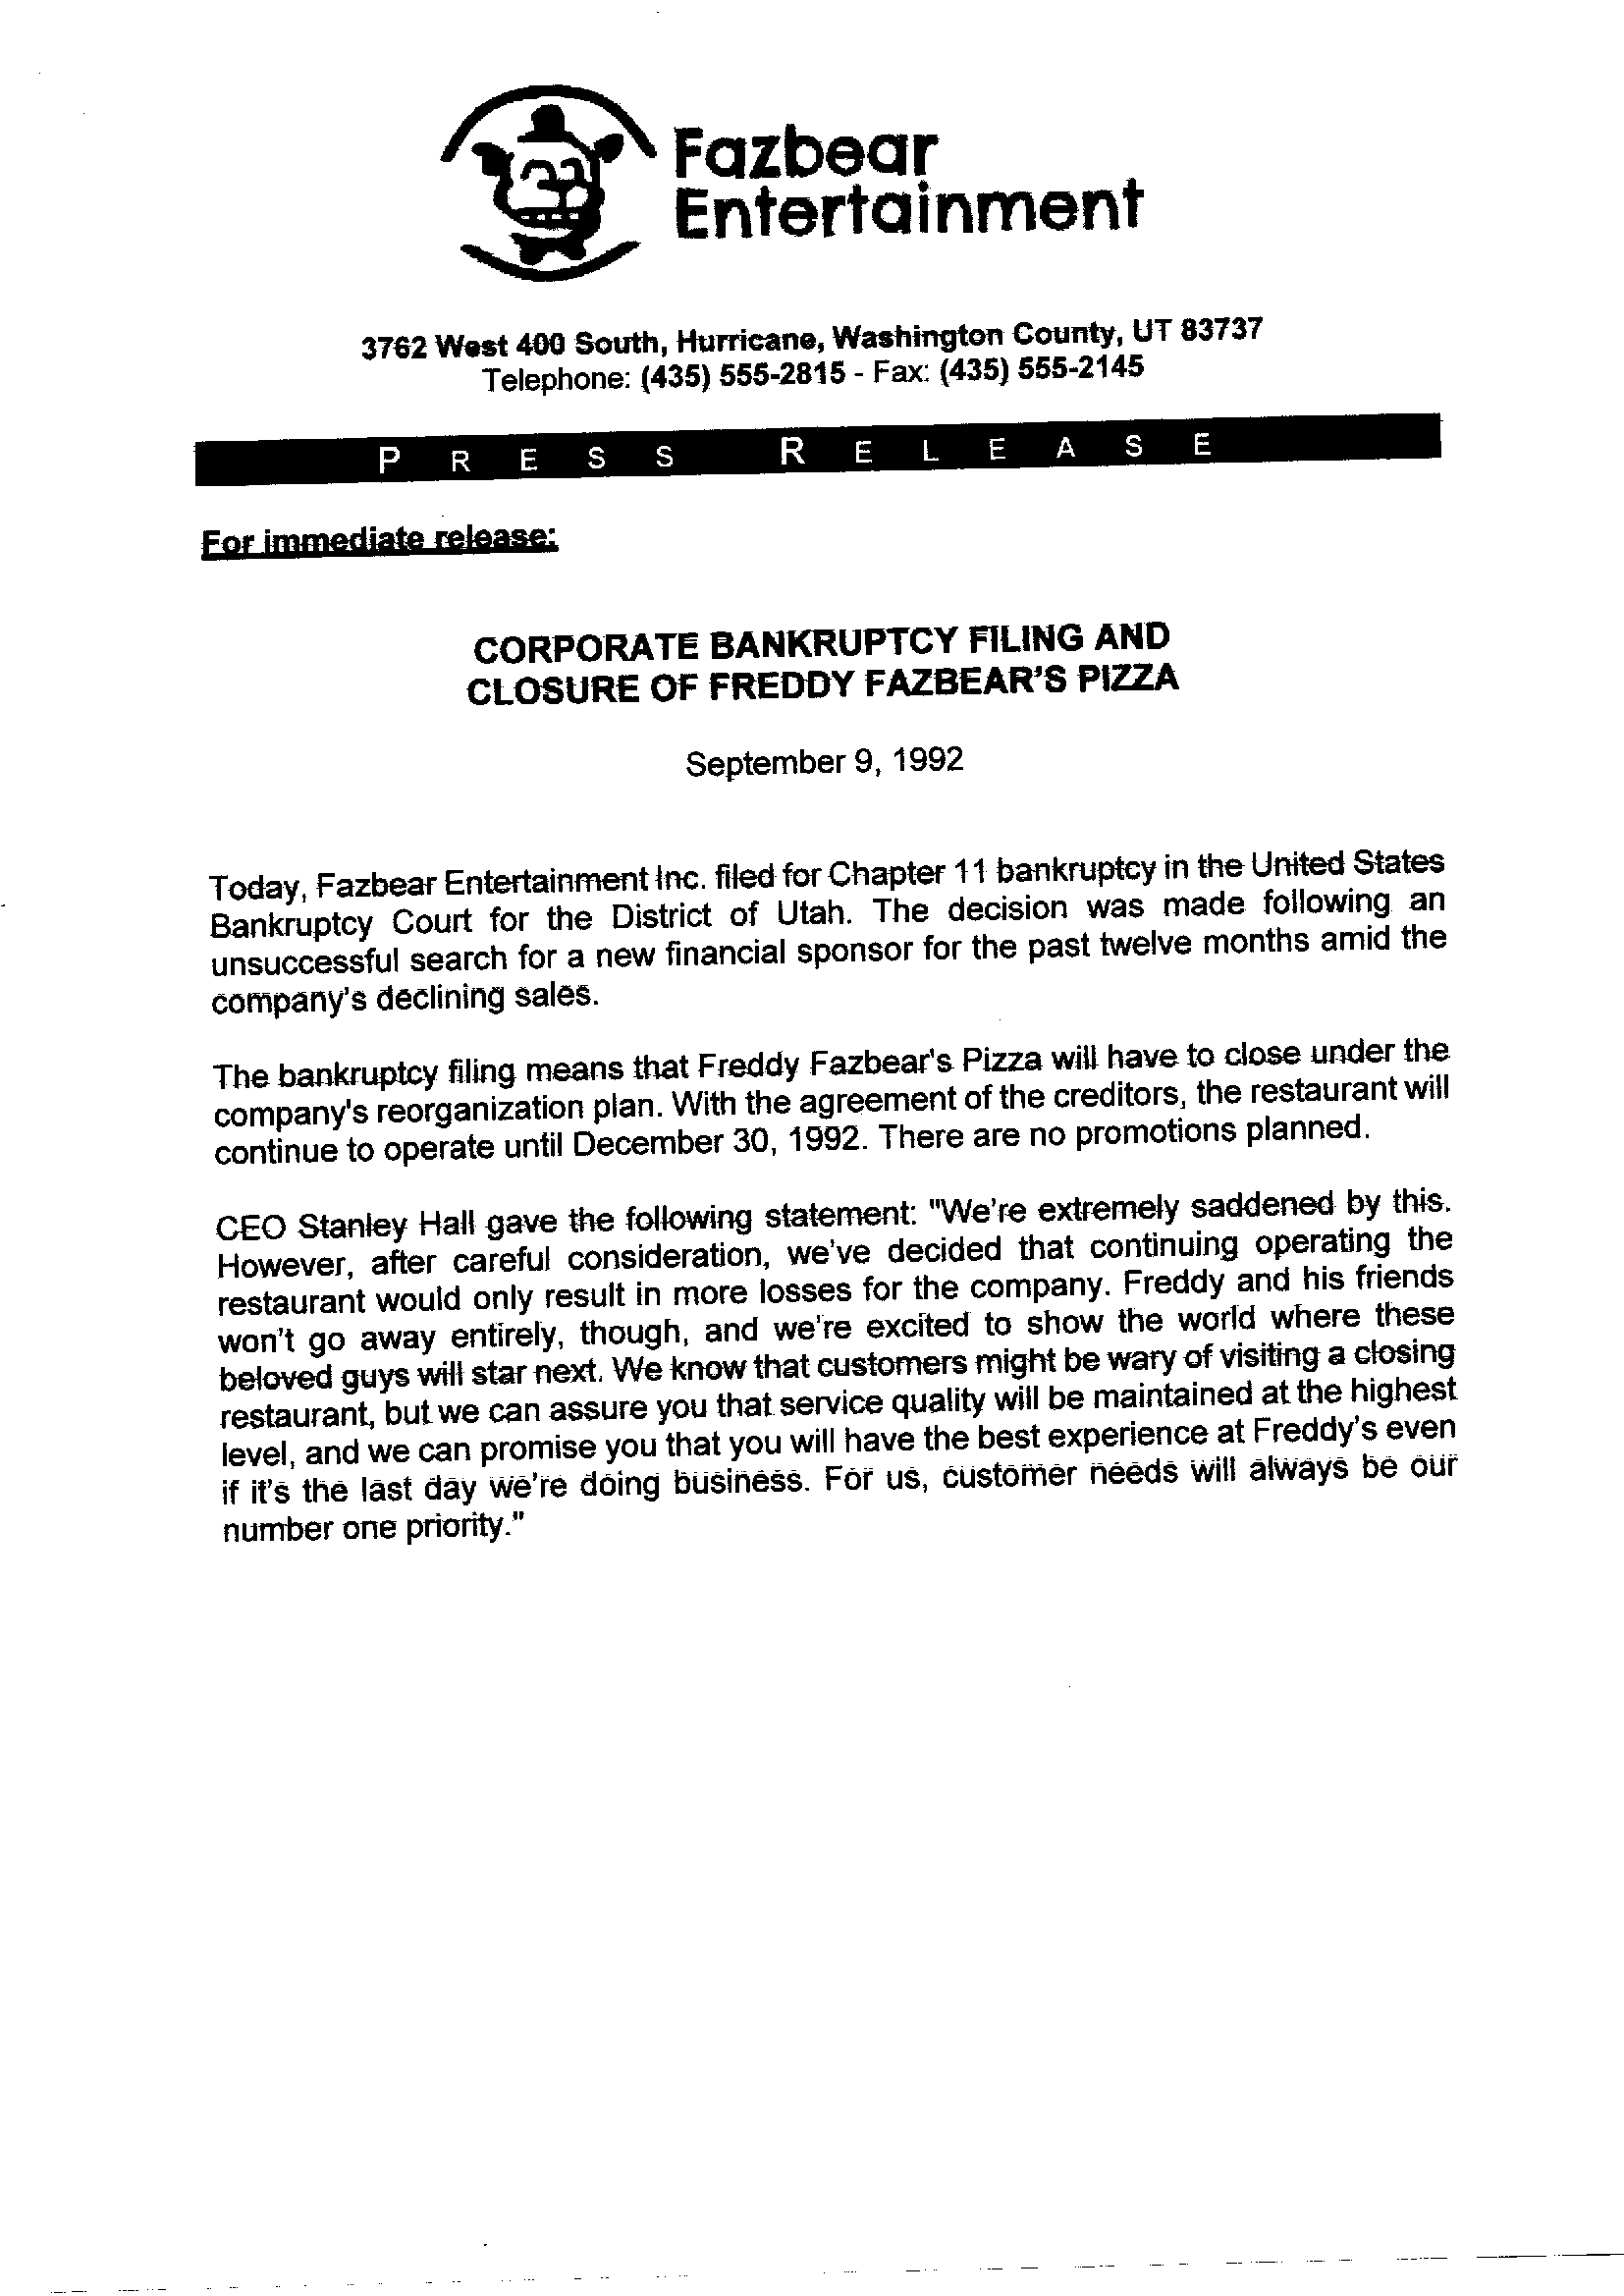 Fazbear
Entertainment
3762 West 400 South, Hurricane, Washington County, UT 83737
Telephone: (435) 555-2815 - Fax: (435) 555-2145
PRESS RELEASE
For immediate release:
CORPORATE BANKRUPTCY FILING AND
CLOSURE OF FREDDY FAZBEAR'S PIZZA
September 9, 1992
Today, Fazbear Entertainment Inc. filed for Chapter 11 bankruptcy in the United States
Bankruptcy Court for the District of Utah. The decision was made following an
unsuccessful search for a new financial sponsor for the past twelve months amid the
company's declining sales.
The bankruptcy filing means that Freddy Fazbear's Pizza will have to close under the
company's reorganization plan. With the agreement of the creditors, the restaurant will
continue to operate until December 30, 1992. There are no promotions planned.
CEO Stanley Hall gave the following statement: "We're extremely saddened by this.
However, after careful consideration, we've decided that continuing operating the
restaurant would only result in more losses for the company. Freddy and his friends
won't go away entirely, though, and we're excited to show the world where these
beloved guys will star next. We know that customers might be wary of visiting a closing
restaurant, but we can assure you that service quality will be maintained at the highest
level, and we can promise you that you will have the best experience at Freddy's even
if it's the last day we're doing business. For us, customer needs will always be our
number one priority."